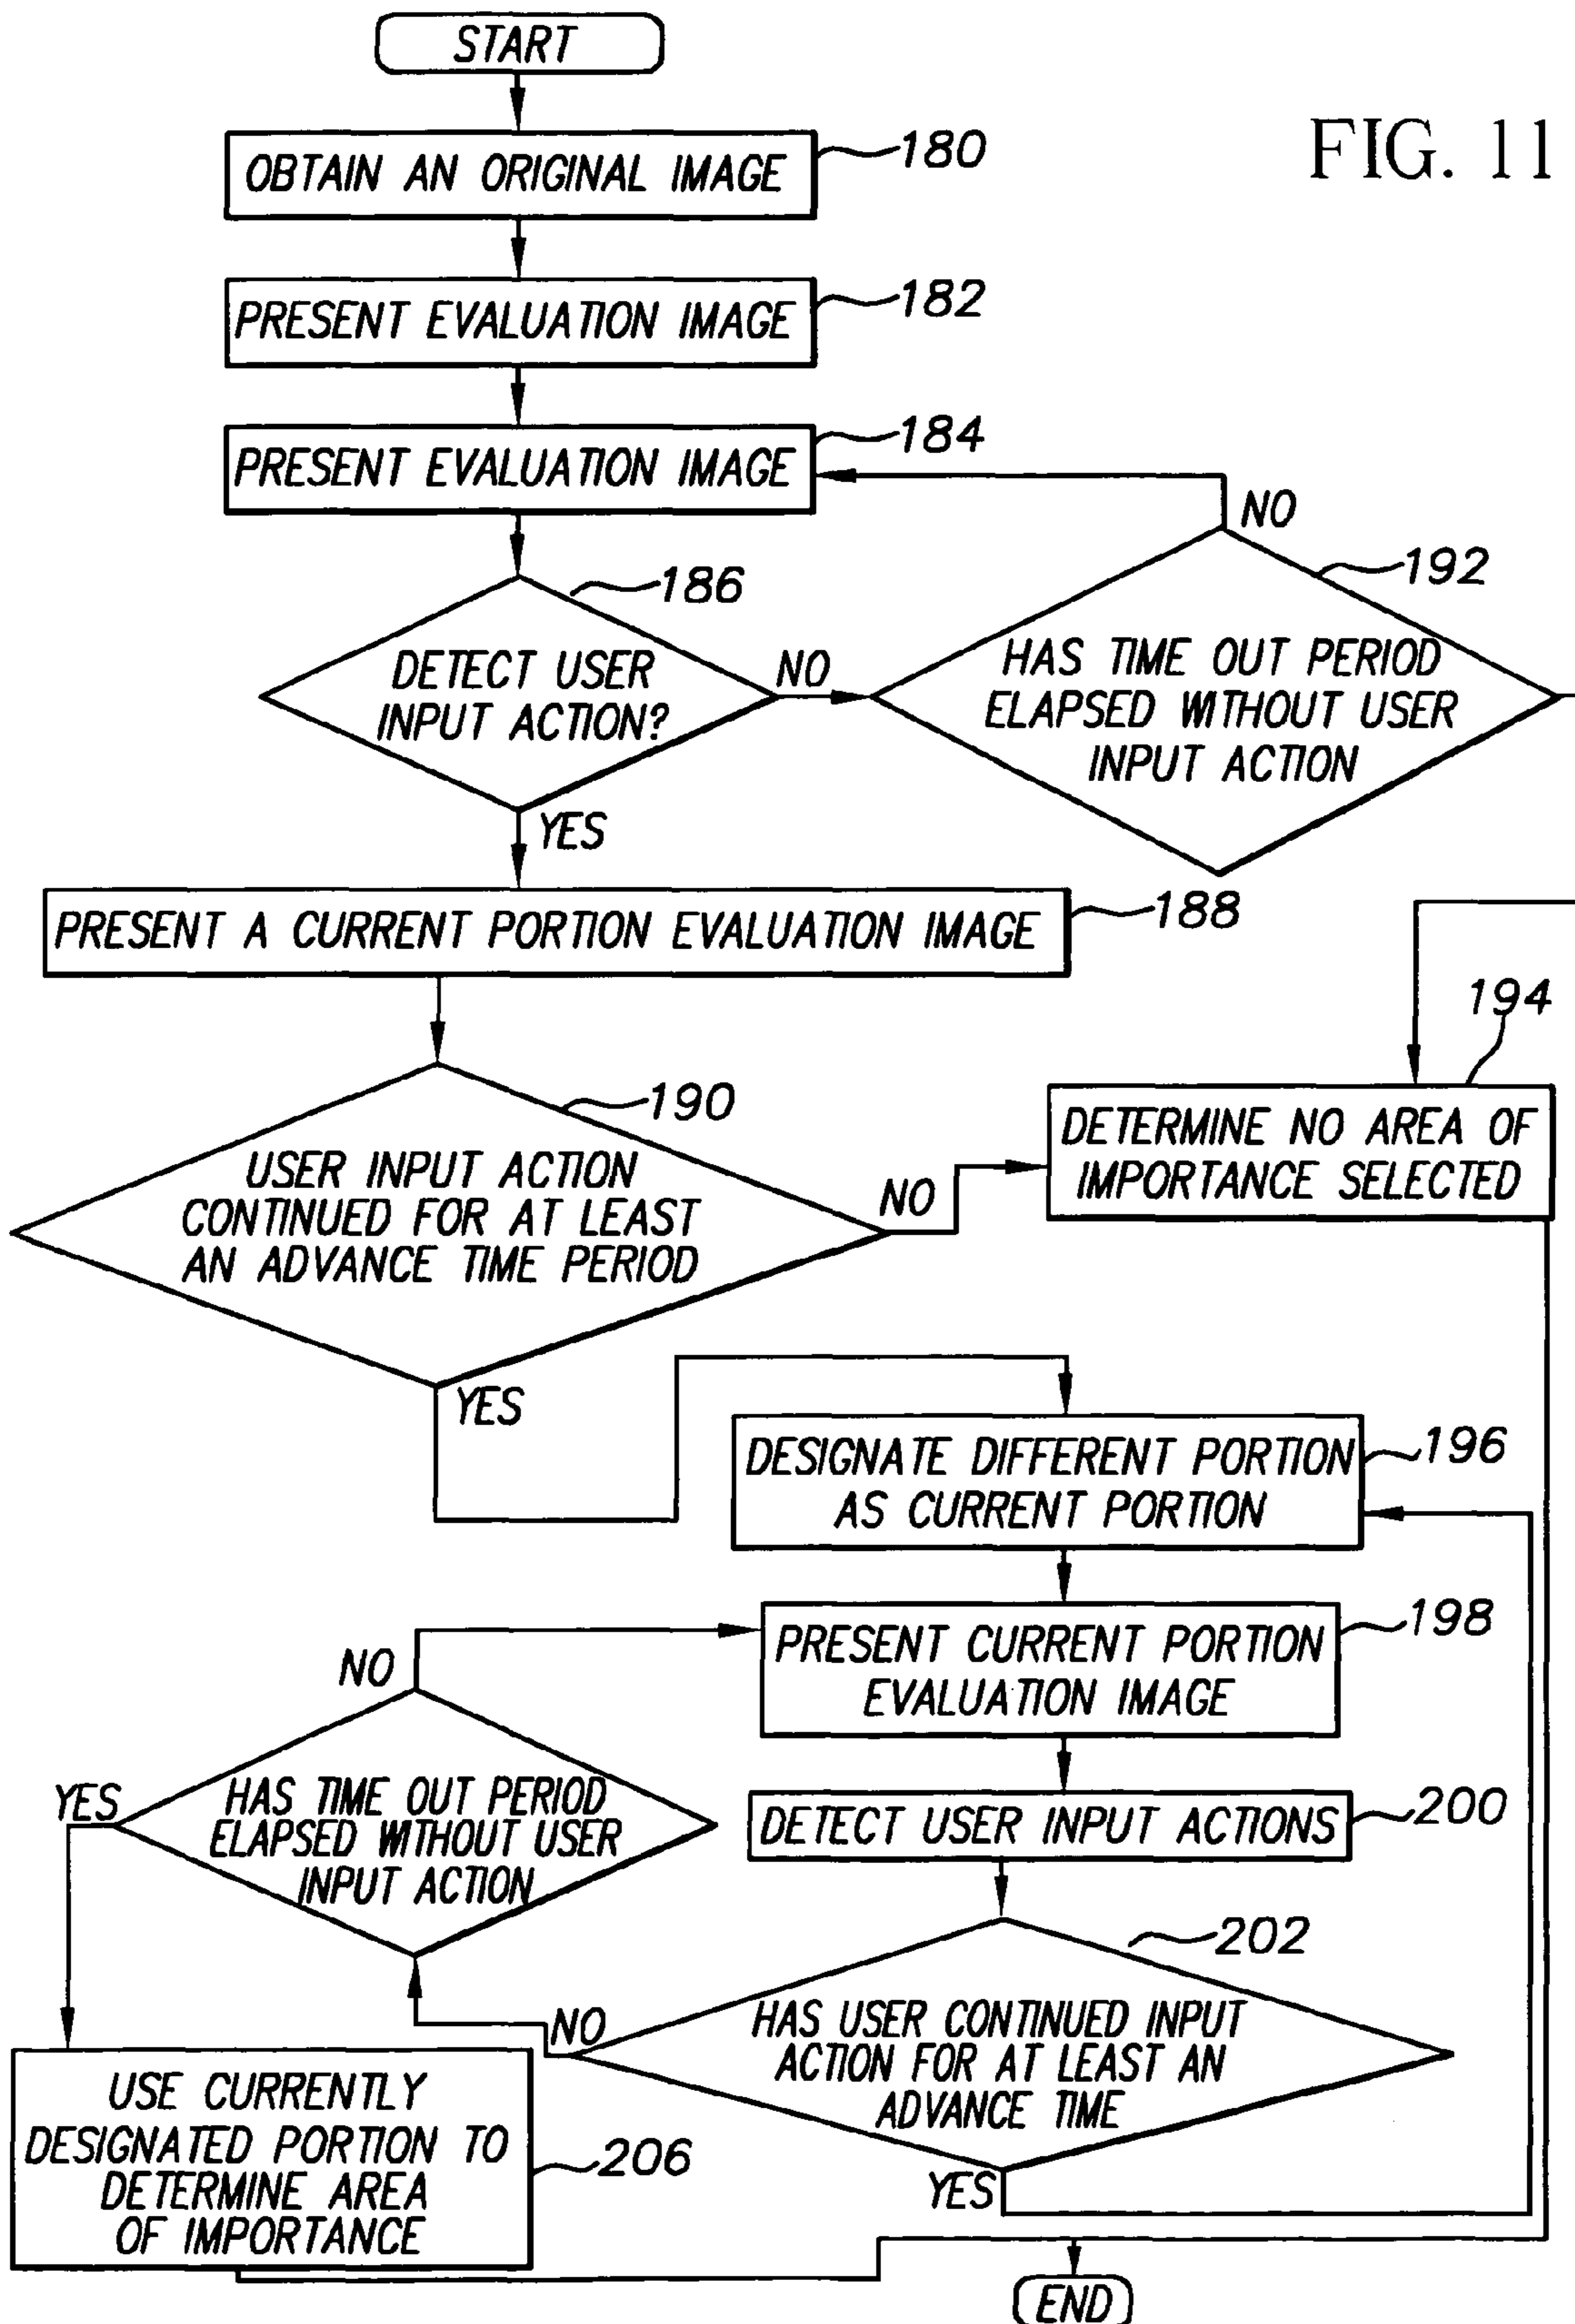 START
FIG. 11
OBTAIN AN ORIGINAL IMAGE
180
PRESENT EVALUATION IMAGE
182
PRESENT EVALUATION IMAGE
184
NO
186
192
DETECT USER
INPUT ACTION?
NO
HAS TIME OUT PERIOD
ELAPSED WITHOUT USER
INPUT ACTION
YES
PRESENT A CURRENT PORTION EVALUATION IMAGE
188
194
190
DETERMINE NO AREA OF
IMPORTANCE SELECTED
USER INPUT ACTION
CONTINUED FOR AT LEAST
AN ADVANCE TIME PERIOD
NO
YES
DESIGNATE DIFFERENT PORTION
AS CURRENT PORTION
196
PRESENT CURRENT PORTION
EVALUATION IMAGE
198
NO
HAS TIME OUT PERIOD
ELAPSED WITHOUT USER
INPUT ACTION
YES
DETECT USER INPUT ACTIONS
200
202
HAS USER CONTINUED INPUT
ACTION FOR AT LEAST AN
ADVANCE TIME
NO
YES
USE CURRENTLY
DESIGNATED PORTION TO
DETERMINE AREA
OF IMPORTANCE
206
END